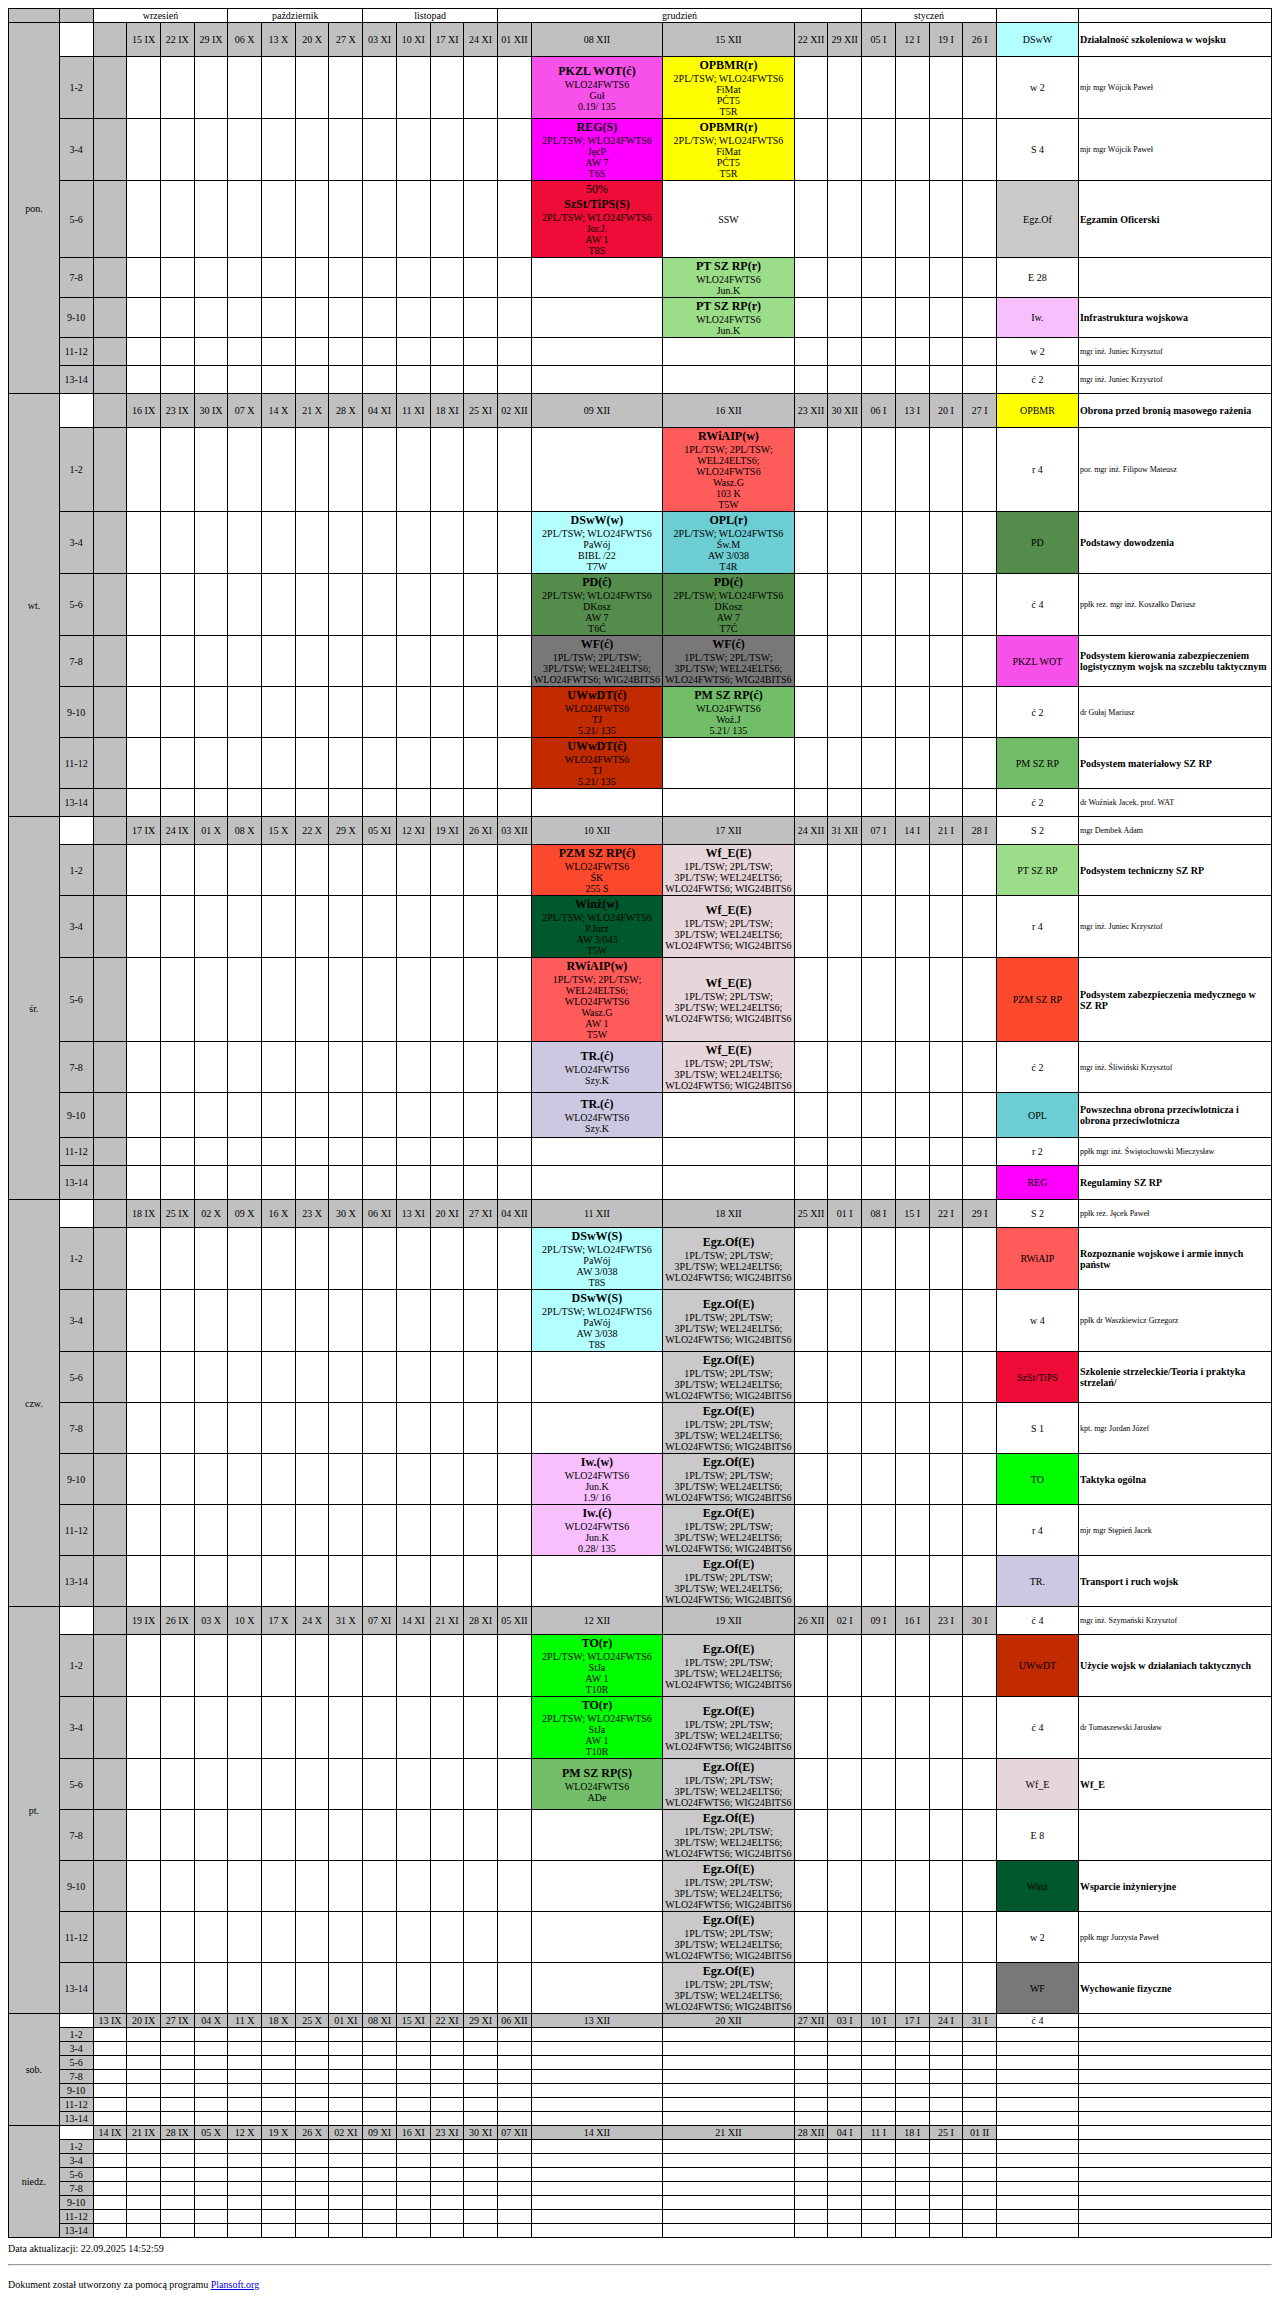 wrzesień październik listopad grudzień styczeń
pon. 15 IX 22 IX 29 IX 06 X 13 X 20 X 27 X 03 XI 10 XI 17 XI 24 XI 01 XII 08 XII 15 XII 22 XII 29 XII 05 I 12 I 19 I 26 I DSwW Działalność szkoleniowa w wojsku
1-2
PKZL WOT(ć)
WLO24FWTS6
Guł
0.19/ 135
OPBMR(r)
2PL/TSW; WLO24FWTS6
FiMat
PĆT5
T5R
w 2 mjr mgr Wójcik Paweł
3-4
REG(S)
2PL/TSW; WLO24FWTS6
JęcP
AW 7
T6S
OPBMR(r)
2PL/TSW; WLO24FWTS6
FiMat
PĆT5
T5R
S 4 mjr mgr Wójcik Paweł
5-6
50%
SzSt/TiPS(S)
2PL/TSW; WLO24FWTS6
Jor.J.
AW 1
T8S
SSW
Egz.Of Egzamin Oficerski
7-8
PT SZ RP(r)
WLO24FWTS6
Jun.K
E 28
9-10
PT SZ RP(r)
WLO24FWTS6
Jun.K
Iw. Infrastruktura wojskowa
11-12 w 2 mgr inż. Juniec Krzysztof
13-14 ć 2 mgr inż. Juniec Krzysztof
wt. 16 IX 23 IX 30 IX 07 X 14 X 21 X 28 X 04 XI 11 XI 18 XI 25 XI 02 XII 09 XII 16 XII 23 XII 30 XII 06 I 13 I 20 I 27 I OPBMR Obrona przed bronią masowego rażenia
1-2
RWiAIP(w)
1PL/TSW; 2PL/TSW;
WEL24ELTS6;
WLO24FWTS6
Wasz.G
103 K
T5W
r 4 por. mgr inż. Filipow Mateusz
3-4
DSwW(w)
2PL/TSW; WLO24FWTS6
PaWój
BIBL /22
T7W
OPL(r)
2PL/TSW; WLO24FWTS6
Św.M
AW 3/038
T4R
PD Podstawy dowodzenia
5-6
PD(ć)
2PL/TSW; WLO24FWTS6
DKosz
AW 7
T6Ć
PD(ć)
2PL/TSW; WLO24FWTS6
DKosz
AW 7
T7Ć
ć 4 ppłk rez. mgr inż. Koszałko Dariusz
7-8
WF(ć)
1PL/TSW; 2PL/TSW;
3PL/TSW; WEL24ELTS6;
WLO24FWTS6; WIG24BITS6
WF(ć)
1PL/TSW; 2PL/TSW;
3PL/TSW; WEL24ELTS6;
WLO24FWTS6; WIG24BITS6
PKZL WOT Podsystem kierowania zabezpieczeniem
logistycznym wojsk na szczeblu taktycznym
9-10
UWwDT(ć)
WLO24FWTS6
TJ
5.21/ 135
PM SZ RP(ć)
WLO24FWTS6
Woź.J
5.21/ 135
ć 2 dr Gułaj Mariusz
11-12
UWwDT(ć)
WLO24FWTS6
TJ
5.21/ 135
PM SZ RP Podsystem materiałowy SZ RP
13-14 ć 2 dr Woźniak Jacek, prof. WAT
śr. 17 IX 24 IX 01 X 08 X 15 X 22 X 29 X 05 XI 12 XI 19 XI 26 XI 03 XII 10 XII 17 XII 24 XII 31 XII 07 I 14 I 21 I 28 I S 2 mgr Dembek Adam
1-2
PZM SZ RP(ć)
WLO24FWTS6
ŚK
255 S
Wf_E(E)
1PL/TSW; 2PL/TSW;
3PL/TSW; WEL24ELTS6;
WLO24FWTS6; WIG24BITS6
PT SZ RP Podsystem techniczny SZ RP
3-4
Winż(w)
2PL/TSW; WLO24FWTS6
P.Jurz
AW 3/043
T5W
Wf_E(E)
1PL/TSW; 2PL/TSW;
3PL/TSW; WEL24ELTS6;
WLO24FWTS6; WIG24BITS6
r 4 mgr inż. Juniec Krzysztof
5-6
RWiAIP(w)
1PL/TSW; 2PL/TSW;
WEL24ELTS6;
WLO24FWTS6
Wasz.G
AW 1
T5W
Wf_E(E)
1PL/TSW; 2PL/TSW;
3PL/TSW; WEL24ELTS6;
WLO24FWTS6; WIG24BITS6
PZM SZ RP Podsystem zabezpieczenia medycznego w
SZ RP
7-8
TR.(ć)
WLO24FWTS6
Szy.K
Wf_E(E)
1PL/TSW; 2PL/TSW;
3PL/TSW; WEL24ELTS6;
WLO24FWTS6; WIG24BITS6
ć 2 mgr inż. Śliwiński Krzysztof
9-10
TR.(ć)
WLO24FWTS6
Szy.K
OPL Powszechna obrona przeciwlotnicza i
obrona przeciwlotnicza
11-12 r 2 ppłk mgr inż. Świętochowski Mieczysław
13-14 REG Regulaminy SZ RP
czw. 18 IX 25 IX 02 X 09 X 16 X 23 X 30 X 06 XI 13 XI 20 XI 27 XI 04 XII 11 XII 18 XII 25 XII 01 I 08 I 15 I 22 I 29 I S 2 ppłk rez. Jęcek Paweł
1-2
DSwW(S)
2PL/TSW; WLO24FWTS6
PaWój
AW 3/038
T8S
Egz.Of(E)
1PL/TSW; 2PL/TSW;
3PL/TSW; WEL24ELTS6;
WLO24FWTS6; WIG24BITS6
RWiAIP Rozpoznanie wojskowe i armie innych
państw
3-4
DSwW(S)
2PL/TSW; WLO24FWTS6
PaWój
AW 3/038
T8S
Egz.Of(E)
1PL/TSW; 2PL/TSW;
3PL/TSW; WEL24ELTS6;
WLO24FWTS6; WIG24BITS6
w 4 ppłk dr Waszkiewicz Grzegorz
5-6
Egz.Of(E)
1PL/TSW; 2PL/TSW;
3PL/TSW; WEL24ELTS6;
WLO24FWTS6; WIG24BITS6
SzSt/TiPS Szkolenie strzeleckie/Teoria i praktyka
strzelań/
7-8
Egz.Of(E)
1PL/TSW; 2PL/TSW;
3PL/TSW; WEL24ELTS6;
WLO24FWTS6; WIG24BITS6
S 1 kpt. mgr Jordan Józef
9-10
Iw.(w)
WLO24FWTS6
Jun.K
1.9/ 16
Egz.Of(E)
1PL/TSW; 2PL/TSW;
3PL/TSW; WEL24ELTS6;
WLO24FWTS6; WIG24BITS6
TO Taktyka ogólna
11-12
Iw.(ć)
WLO24FWTS6
Jun.K
0.28/ 135
Egz.Of(E)
1PL/TSW; 2PL/TSW;
3PL/TSW; WEL24ELTS6;
WLO24FWTS6; WIG24BITS6
r 4 mjr mgr Stępień Jacek
13-14
Egz.Of(E)
1PL/TSW; 2PL/TSW;
3PL/TSW; WEL24ELTS6;
WLO24FWTS6; WIG24BITS6
TR. Transport i ruch wojsk
pt. 19 IX 26 IX 03 X 10 X 17 X 24 X 31 X 07 XI 14 XI 21 XI 28 XI 05 XII 12 XII 19 XII 26 XII 02 I 09 I 16 I 23 I 30 I ć 4 mgr inż. Szymański Krzysztof
1-2
TO(r)
2PL/TSW; WLO24FWTS6
StJa
AW 1
T10R
Egz.Of(E)
1PL/TSW; 2PL/TSW;
3PL/TSW; WEL24ELTS6;
WLO24FWTS6; WIG24BITS6
UWwDT Użycie wojsk w działaniach taktycznych
3-4
TO(r)
2PL/TSW; WLO24FWTS6
StJa
AW 1
T10R
Egz.Of(E)
1PL/TSW; 2PL/TSW;
3PL/TSW; WEL24ELTS6;
WLO24FWTS6; WIG24BITS6
ć 4 dr Tomaszewski Jarosław
5-6
PM SZ RP(S)
WLO24FWTS6
ADe
Egz.Of(E)
1PL/TSW; 2PL/TSW;
3PL/TSW; WEL24ELTS6;
WLO24FWTS6; WIG24BITS6
Wf_E Wf_E
7-8
Egz.Of(E)
1PL/TSW; 2PL/TSW;
3PL/TSW; WEL24ELTS6;
WLO24FWTS6; WIG24BITS6
E 8
9-10
Egz.Of(E)
1PL/TSW; 2PL/TSW;
3PL/TSW; WEL24ELTS6;
WLO24FWTS6; WIG24BITS6
Winż Wsparcie inżynieryjne
11-12
Egz.Of(E)
1PL/TSW; 2PL/TSW;
3PL/TSW; WEL24ELTS6;
WLO24FWTS6; WIG24BITS6
w 2 ppłk mgr Jurzysta Paweł
13-14
Egz.Of(E)
1PL/TSW; 2PL/TSW;
3PL/TSW; WEL24ELTS6;
WLO24FWTS6; WIG24BITS6
WF Wychowanie fizyczne
sob. 13 IX 20 IX 27 IX 04 X 11 X 18 X 25 X 01 XI 08 XI 15 XI 22 XI 29 XI 06 XII 13 XII 20 XII 27 XII 03 I 10 I 17 I 24 I 31 I ć 4
1-2
3-4
5-6
7-8
9-10
11-12
13-14
niedz. 14 IX 21 IX 28 IX 05 X 12 X 19 X 26 X 02 XI 09 XI 16 XI 23 XI 30 XI 07 XII 14 XII 21 XII 28 XII 04 I 11 I 18 I 25 I 01 II
1-2
3-4
5-6
7-8
9-10
11-12
13-14
Data aktualizacji: 22.09.2025 14:52:59
Dokument został utworzony za pomocą programu Plansoft.org